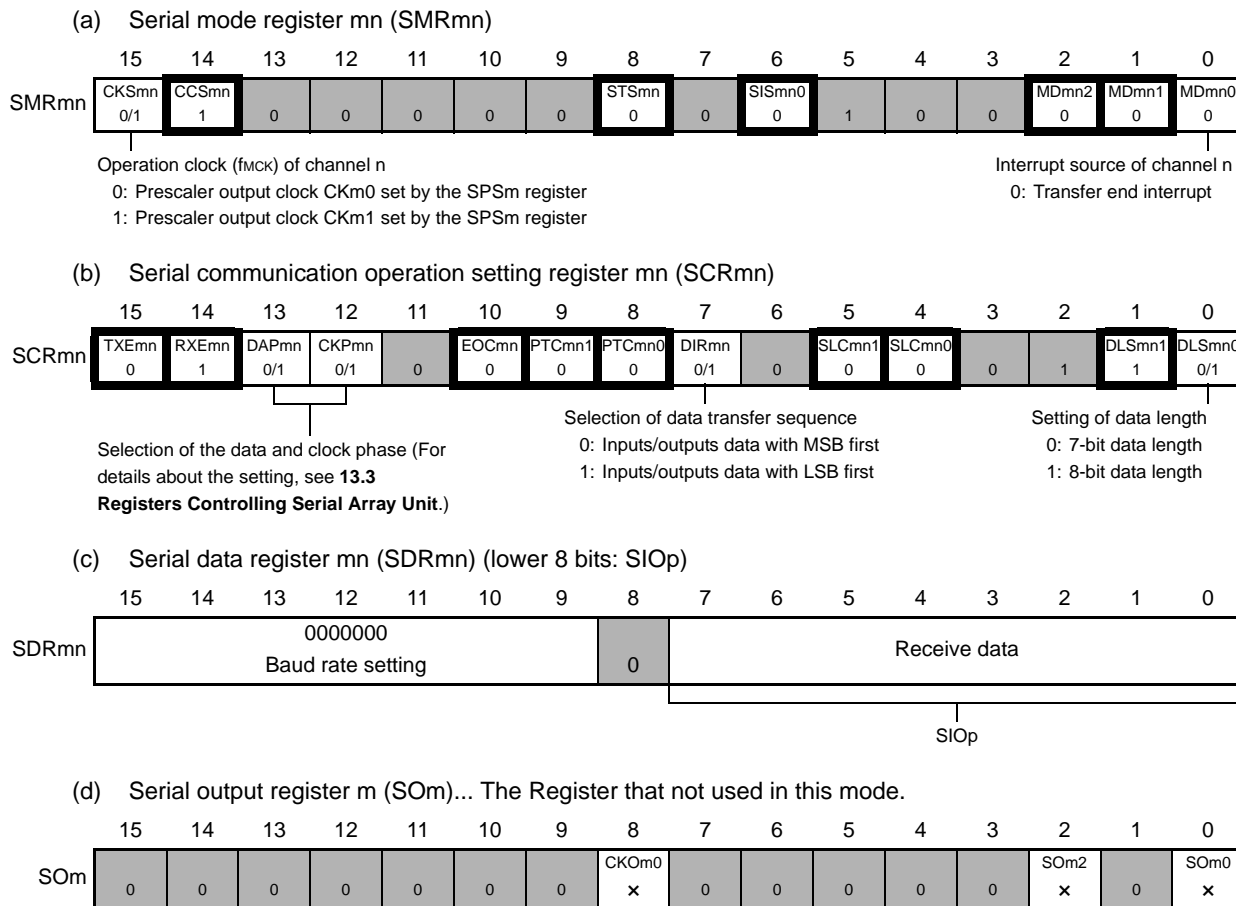 (a) Serial mode register mn (SMRmn)
15 14 13 12 11 10 9 8 7 6 5 4 3 2 1 0
SMRmn CKSmn CCSmn STSmn SISmn0 MDmn2 MDmn1 MDmn0
0/1 1 0 0 0 0 0 0 0 0 1 0 0 0 0 0
Operation clock (fMCK) of channel n
0: Prescaler output clock CKm0 set by the SPSm register
1: Prescaler output clock CKm1 set by the SPSm register
Interrupt source of channel n
0: Transfer end interrupt
(b) Serial communication operation setting register mn (SCRmn)
15 14 13 12 11 10 9 8 7 6 5 4 3 2 1 0
SCRmn TXEmn RXEmn DAPmn CKPmn EOCmn PTCmn1 PTCmn0 DIRmn SLCmn1 SLCmn0 DLSmn1 DLSmn0
0 1 0/1 0/1 0 0 0 0 0/1 0 0 0 0 1 1 0/1
Selection of the data and clock phase (For
details about the setting, see 13.3
Registers Controlling Serial Array Unit.)
Selection of data transfer sequence
0: Inputs/outputs data with MSB first
1: Inputs/outputs data with LSB first
Setting of data length
0: 7-bit data length
1: 8-bit data length
(c) Serial data register mn (SDRmn) (lower 8 bits: SIOp)
15 14 13 12 11 10 9 8 7 6 5 4 3 2 1 0
SDRmn 0000000
Baud rate setting 0 Receive data
SIOp
(d) Serial output register m (SOm)... The Register that not used in this mode.
15 14 13 12 11 10 9 8 7 6 5 4 3 2 1 0
SOm CKOm0 SOm2 SOm0
0 0 0 0 0 0 0 × 0 0 0 0 0 × 0 ×